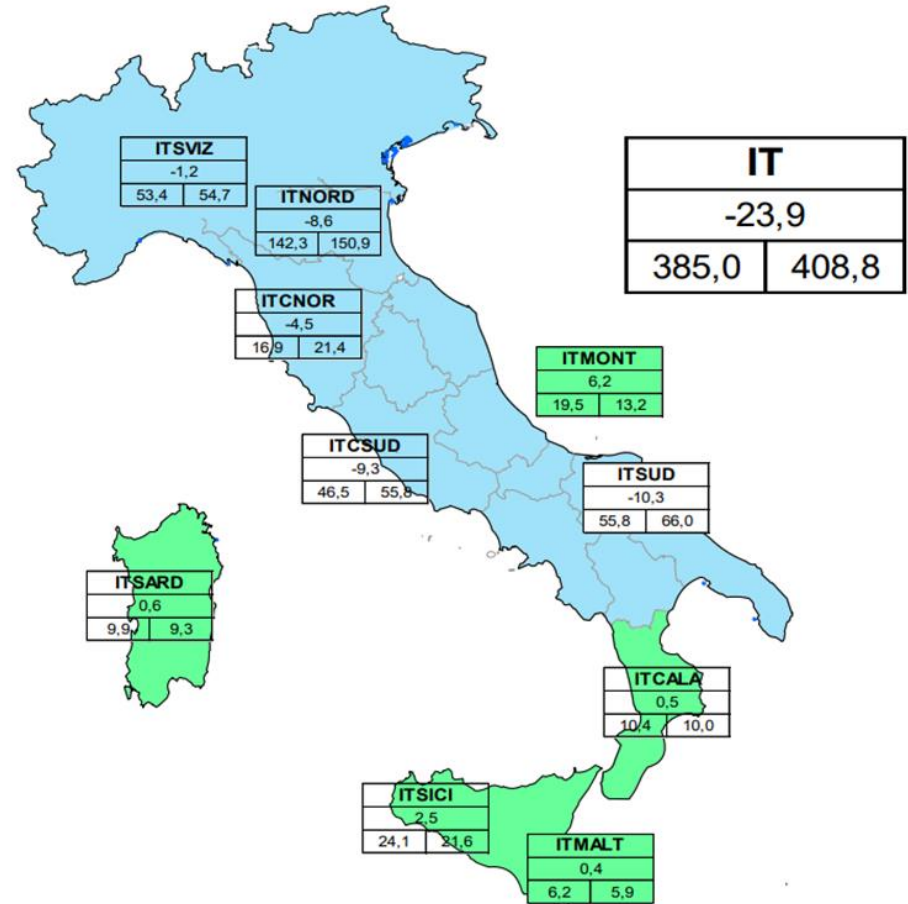 ITSVIZ
-1,2
53,4 54,7
ITNORD
-8,6
142,3 150,9
IT
-23,9
385,0 408,8
ITCNOR
-4,5
16,9 21,4
ITMONT
6,2
19,5 13,2
ITCSUD
-9,3
46,5 55,8
ITSUD
-10,3
55,8 66,0
ITSARD
0,6
9,9 9,3
ITCALA
0,5
10,4 10,0
ITSICI
2,5
24,1 21,6
ITMALT
0,4
6,2 5,9